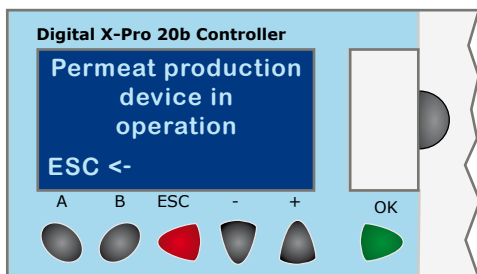 Digital X-Pro 20b Controller
Permeat production
device in
operation
ESC <-
A B ESC - + OK